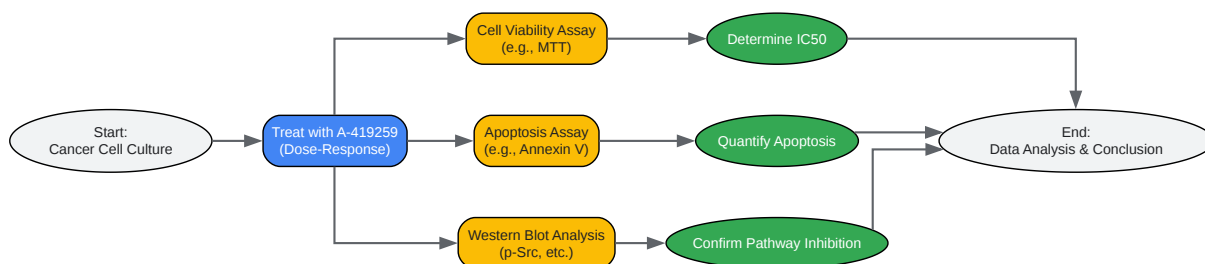 Start:
Cancer Cell Culture
Treat with A-419259
(Dose-Response)
Cell Viability Assay
(e.g., MTT)
Determine IC50
Apoptosis Assay
(e.g., Annexin V)
Quantify Apoptosis
Western Blot Analysis
(p-Src, etc.)
Confirm Pathway Inhibition
End:
Data Analysis & Conclusion